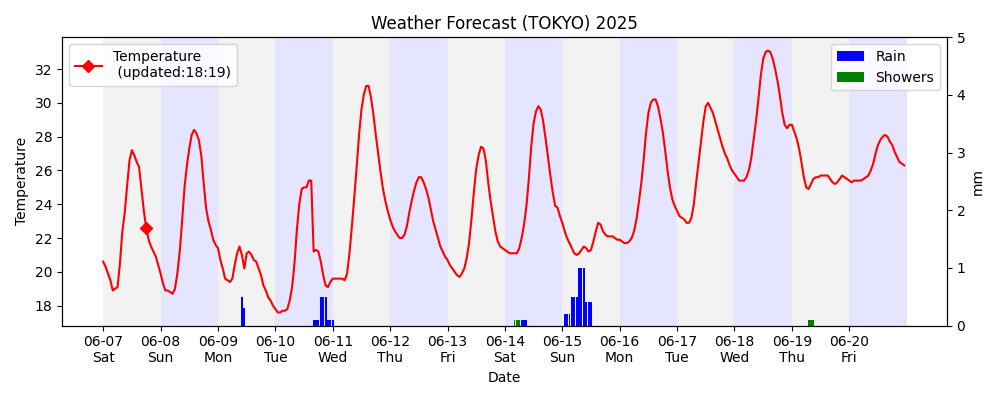 Weather Forecast (TOKYO) 2025
Temperature
(updated:18:19)
Rain
Showers
Temperature
32
30
28
26
24
22
20
18
5
4
3
2
1
0
mm
06-07 06-08 06-09 06-10 06-11 06-12 06-13 06-14 06-15 06-16 06-17 06-18 06-19 06-20
Sat Sun Mon Tue Wed Thu Fri Sat Sun Mon Tue Wed Thu Fri
Date